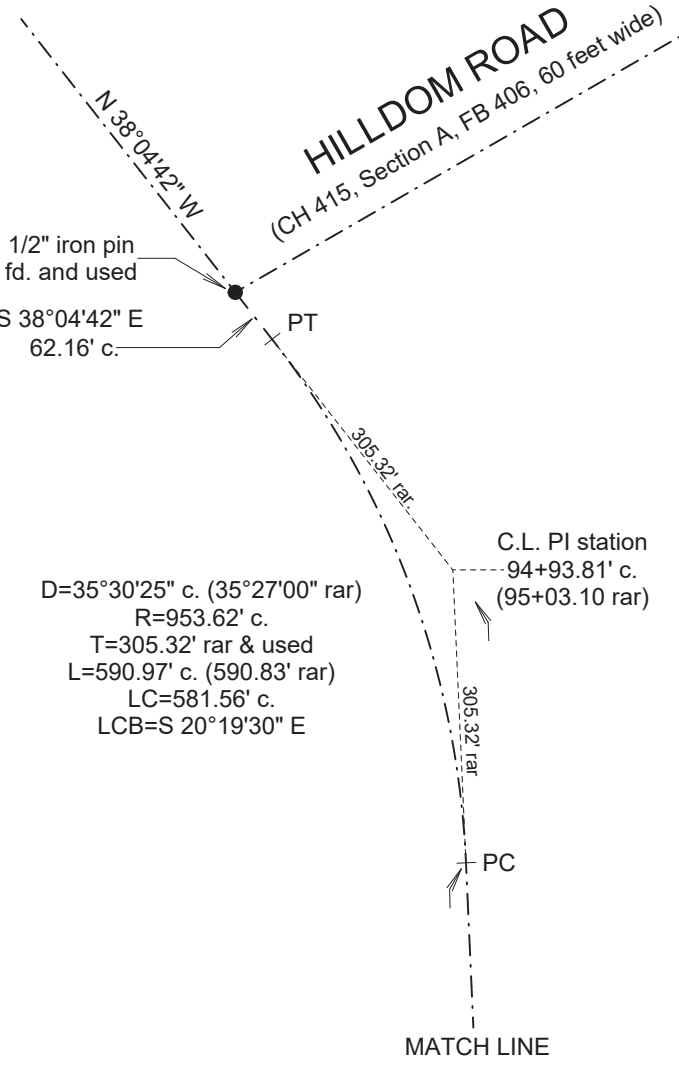 N 38°04'42" W
HILLDOM ROAD
(CH 415, Section A, FB 406, 60 feet wide)
1/2" iron pin
fd. and used
S 38°04'42" E
62.16' c.
PT
305.32' rar.
C.L. PI station
94+93.81' c.
(95+03.10 rar)
D=35°30'25" c. (35°27'00" rar)
R=953.62' c.
T=305.32' rar & used
L=590.97' c. (590.83' rar)
LC=581.56' c.
LCB=S 20°19'30" E
305.32' rar
PC
MATCH LINE